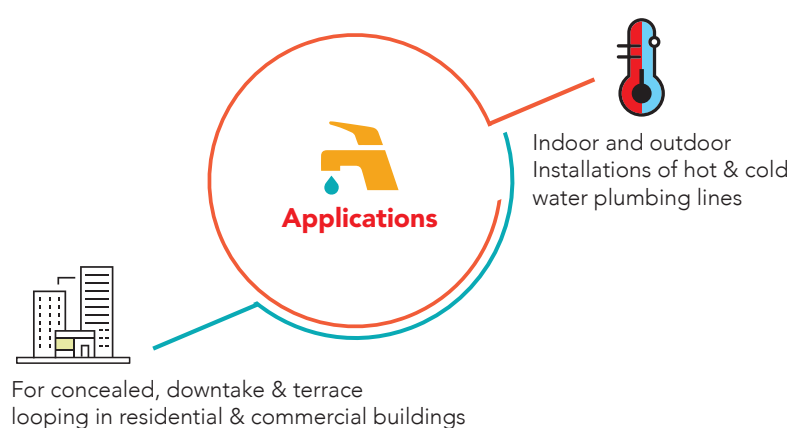 Indoor and outdoor
Installations of hot & cold
water plumbing lines
Applications
For concealed, downtake & terrace
looping in residential & commercial buildings